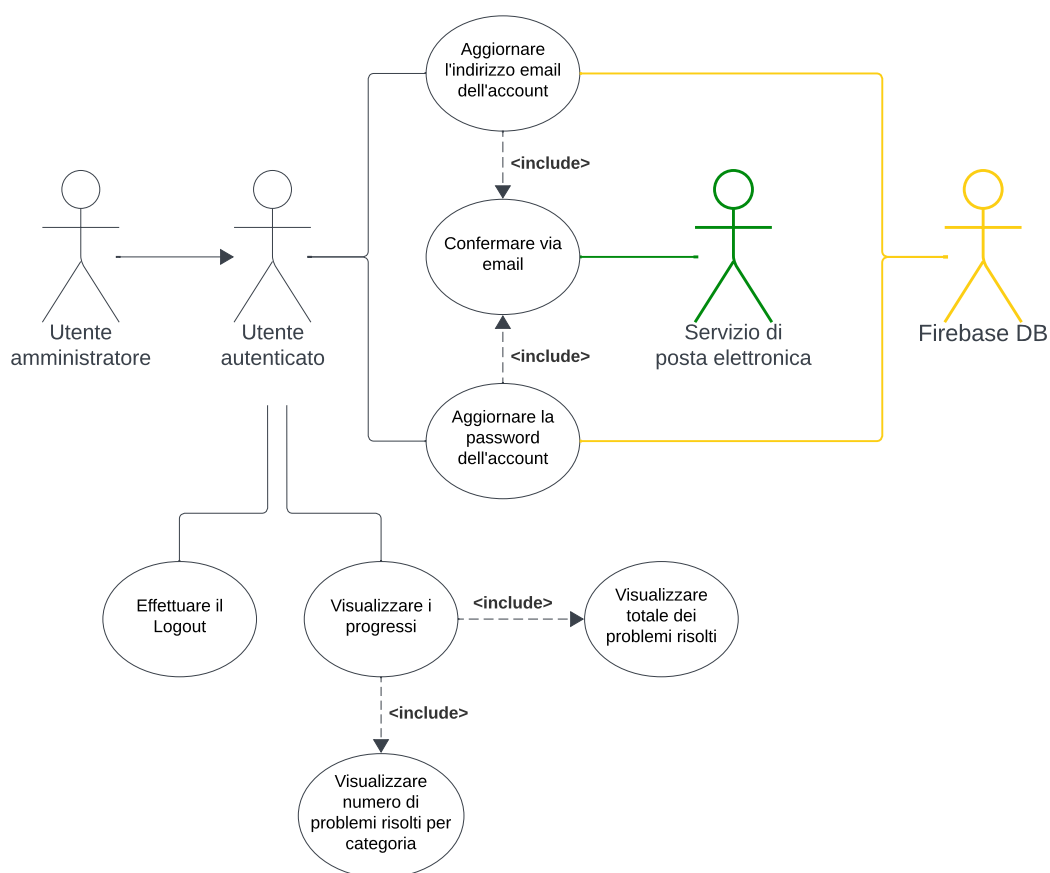 Aggiornare
l'indirizzo email
dell'account
<include>
Confermare via
email
Utente
amministratore
Utente
autenticato
Servizio di
posta elettronica
Firebase DB
<include>
Aggiornare la
password
dell'account
Effettuare il
Logout
Visualizzare i
progressi
<include>
Visualizzare
totale dei
problemi risolti
<include>
Visualizzare
numero di
problemi risolti per
categoria